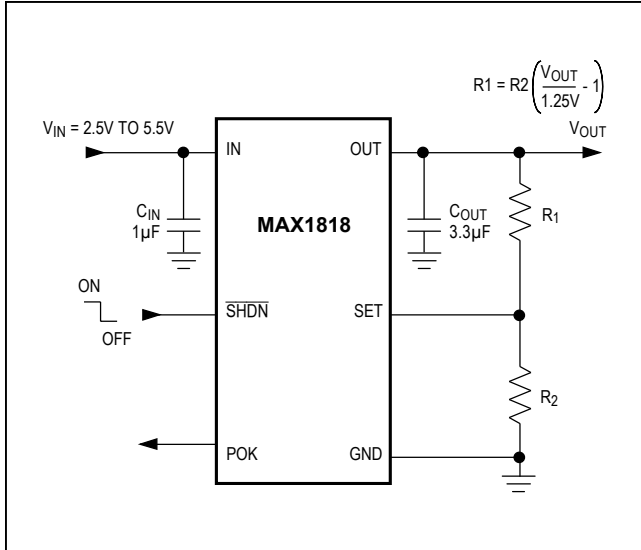 R1 = R2 (VOUT / 1.25V - 1)
VIN = 2.5V TO 5.5V
VOUT
IN
OUT
CIN
1µF
MAX1818
COUT
3.3µF
R1
ON
OFF
SHDN
SET
R2
POK
GND